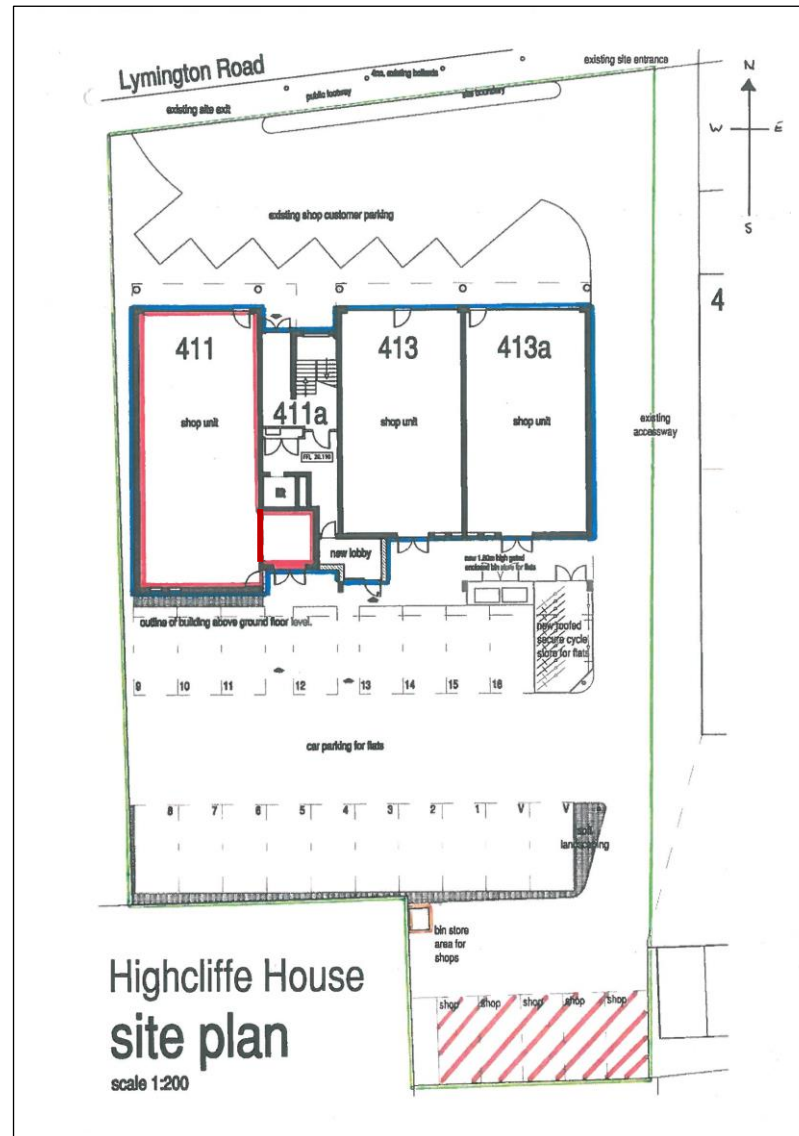 Lymington Road
existing site entrance
N
4no. existing bollards
public footway
site boundary
existing site exit
W
E
S
existing shop customer parking
4
411
413
413a
shop unit
411a
shop unit
shop unit
existing
accessway
lift
new lobby
new 1.80m high gated
enclosed bin store for flats
outline of building above ground floor level.
new roofed
secure cycle
store for flats
9
10
11
12
13
14
15
16
car parking for flats
8
7
6
5
4
3
2
1
V
V
soft
landscaping
bin store
area for
shops
Highcliffe House
site plan
scale 1:200
shop
shop
shop
shop
shop